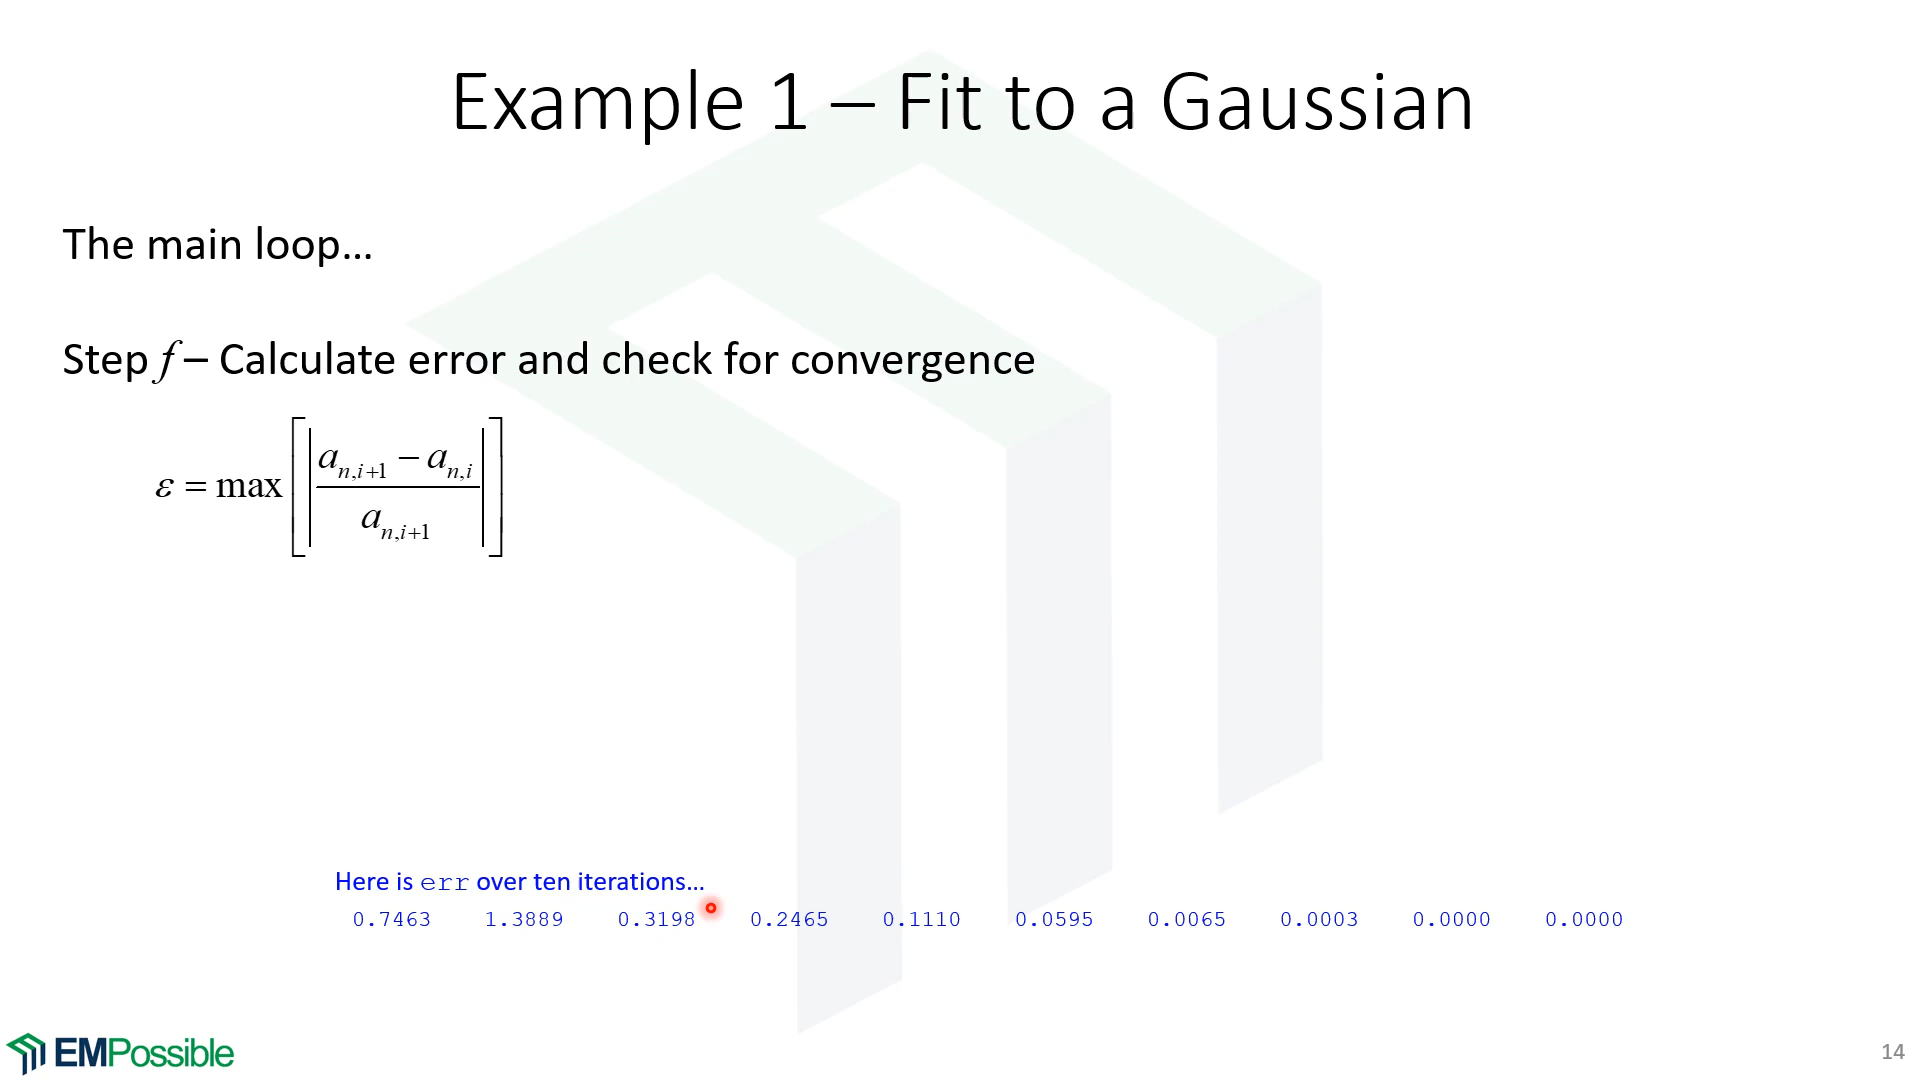 Example 1 – Fit to a Gaussian
The main loop…
Step f – Calculate error and check for convergence
ε = max [ | (a_{n,i+1} − a_{n,i}) / a_{n,i+1} | ]
Here is err over ten iterations…
0.7463 1.3889 0.3198 0.2465 0.1110 0.0595 0.0065 0.0003 0.0000 0.0000
EMPossible
14